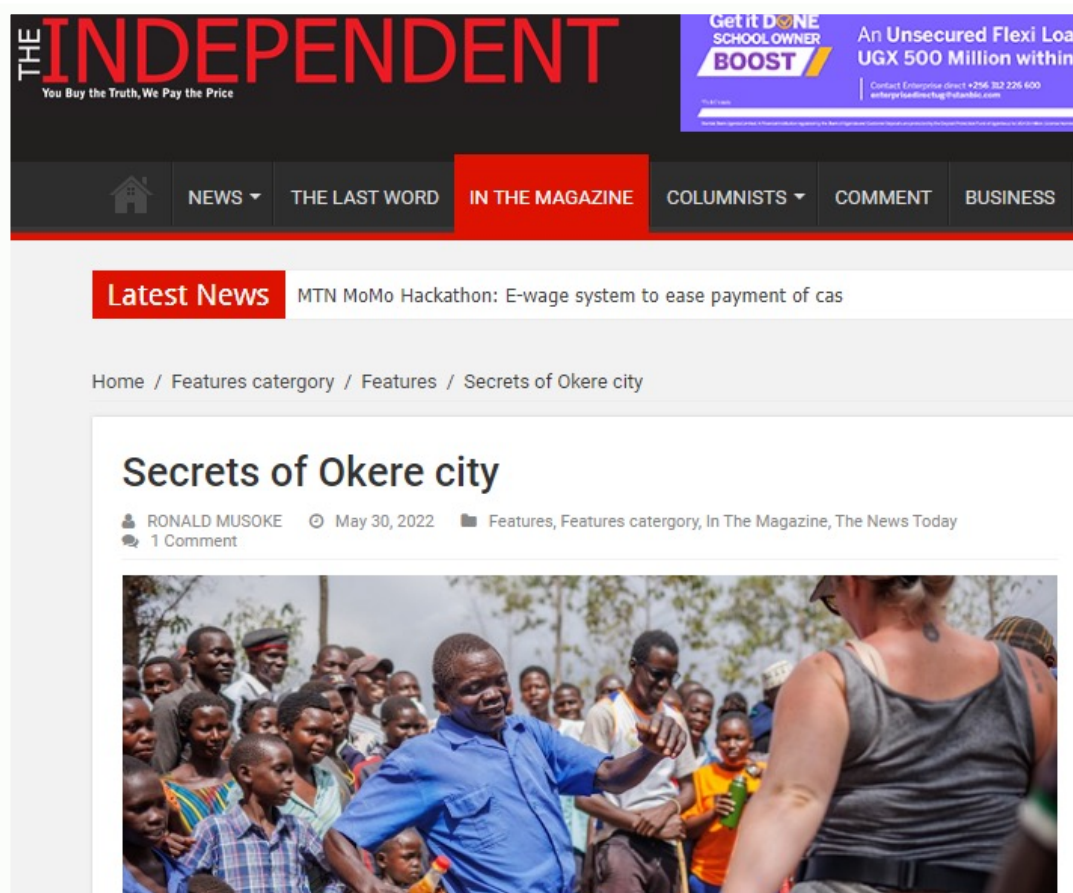 THE INDEPENDENT
You Buy the Truth, We Pay the Price
Get it DONE
SCHOOL OWNER
BOOST
An Unsecured Flexi Loa
UGX 500 Million within
Contact Enterprise direct +256 312 226 600
enterprisedirectug@stanbic.com
NEWS THE LAST WORD IN THE MAGAZINE COLUMNISTS COMMENT BUSINESS
Latest News MTN MoMo Hackathon: E-wage system to ease payment of cas
Home / Features catergory / Features / Secrets of Okere city
Secrets of Okere city
RONALD MUSOKE May 30, 2022 Features, Features catergory, In The Magazine, The News Today
1 Comment